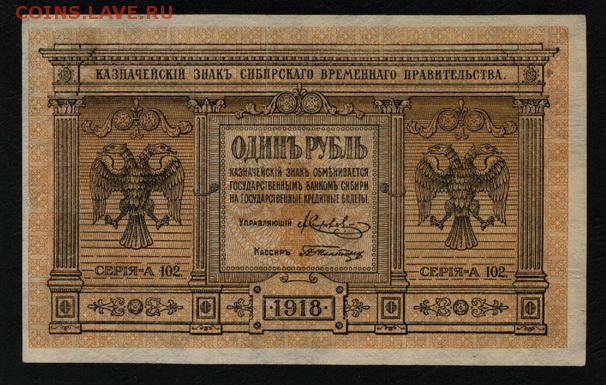 COINS.LAVE.RU
КАЗНАЧЕЙСКІЙ ЗНАКЪ СИБИРСКАГО ВРЕМЕННАГО ПРАВИТЕЛЬСТВА.
ОДИНЪ РУБЛЬ
КАЗНАЧЕЙСКІЙ ЗНАКЪ ОБМѢНИВАЕТСЯ
ГОСУДАРСТВЕННЫМЪ БАНКОМЪ СИБИРИ
НА ГОСУДАРСТВЕННЫЕ КРЕДИТНЫЕ БИЛЕТЫ.
УПРАВЛЯЮЩІЙ
КАССИРЪ
СЕРІЯ-А 102.
СЕРІЯ-А 102.
1918